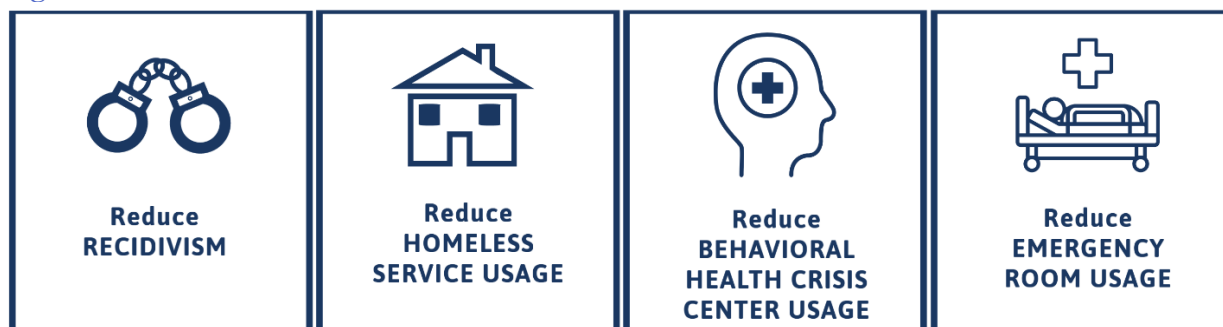 Reduce
RECIDIVISM
Reduce
HOMELESS
SERVICE USAGE
Reduce
BEHAVIORAL
HEALTH CRISIS
CENTER USAGE
Reduce
EMERGENCY
ROOM USAGE